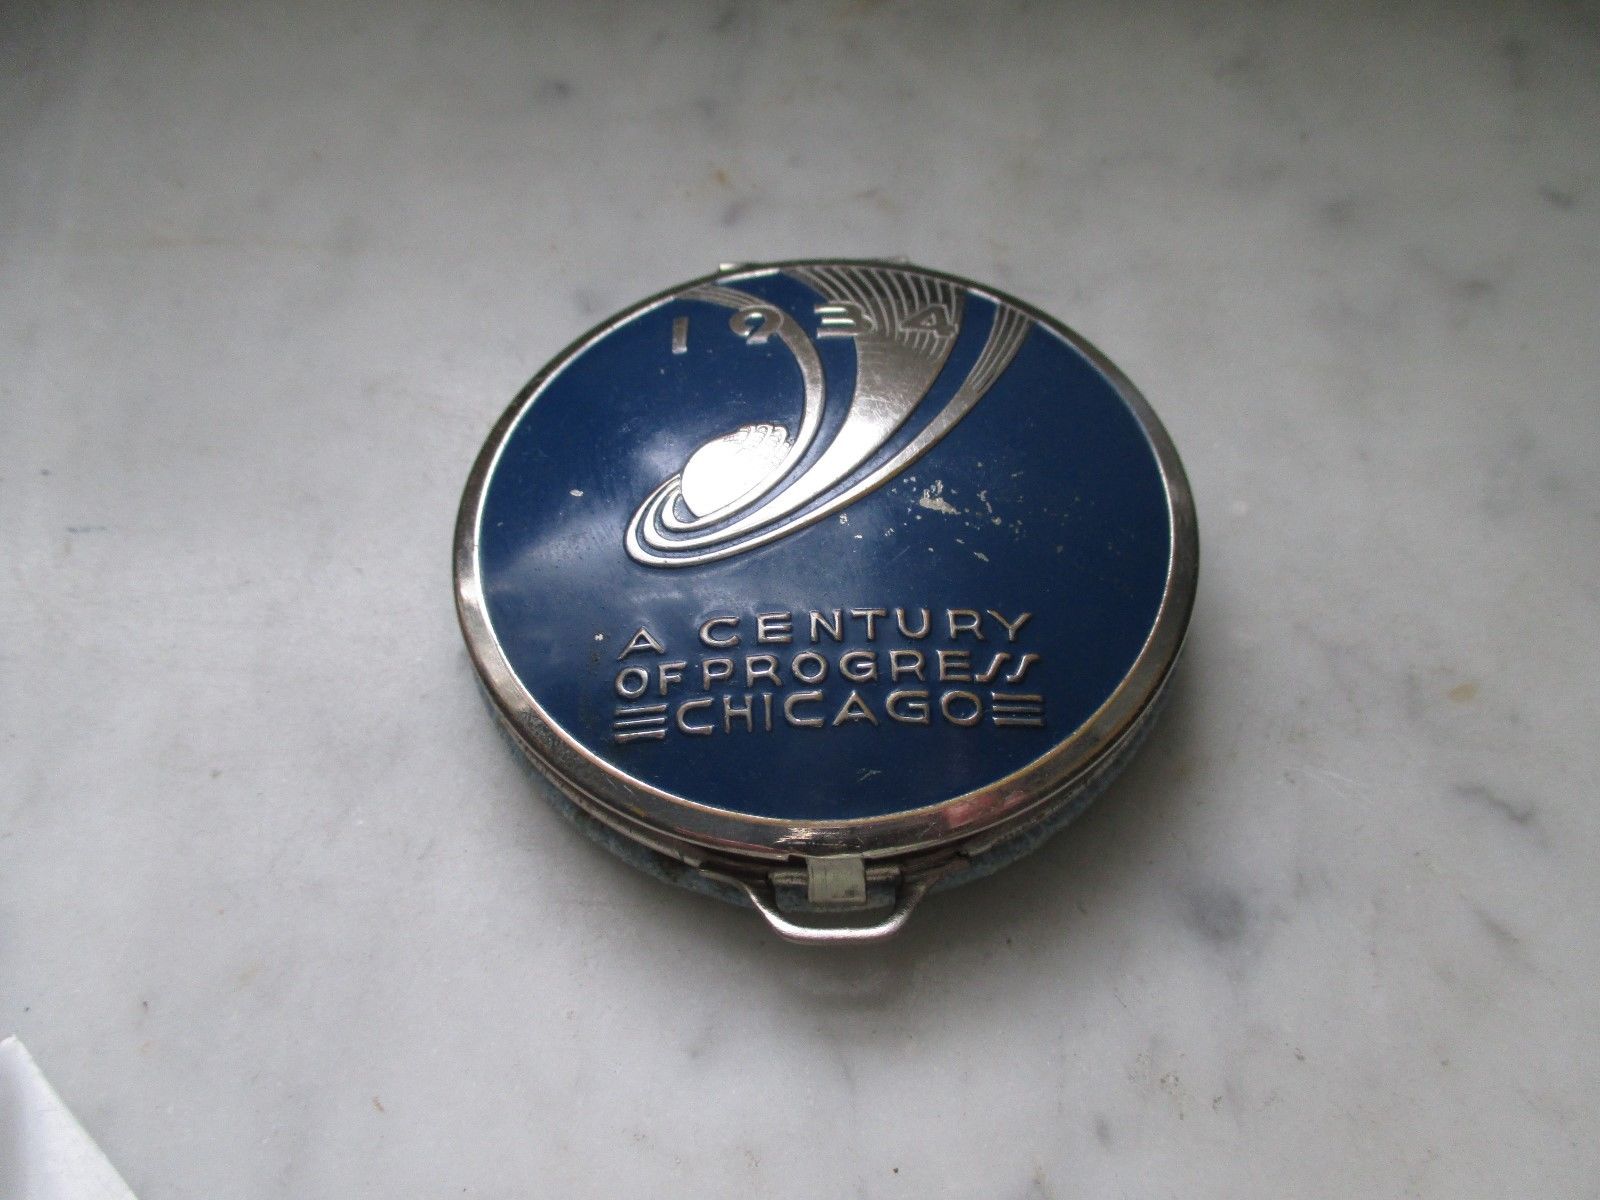 1934
A CENTURY
OF PROGRESS
CHICAGO